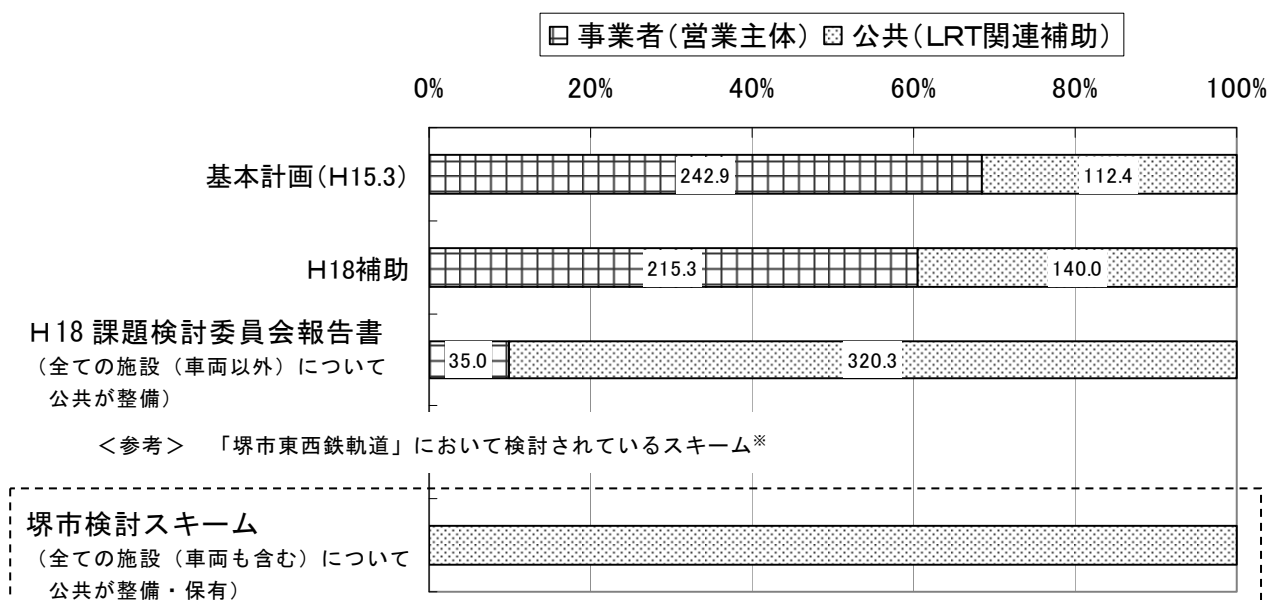 事業者(営業主体) 公共(LRT関連補助)
0% 20% 40% 60% 80% 100%
基本計画(H15.3) 242.9 112.4
H18補助 215.3 140.0
H18 課題検討委員会報告書
(全ての施設(車両以外)について
公共が整備)
35.0 320.3
<参考> 「堺市東西鉄軌道」において検討されているスキーム※
堺市検討スキーム
(全ての施設(車両も含む)について
公共が整備・保有)